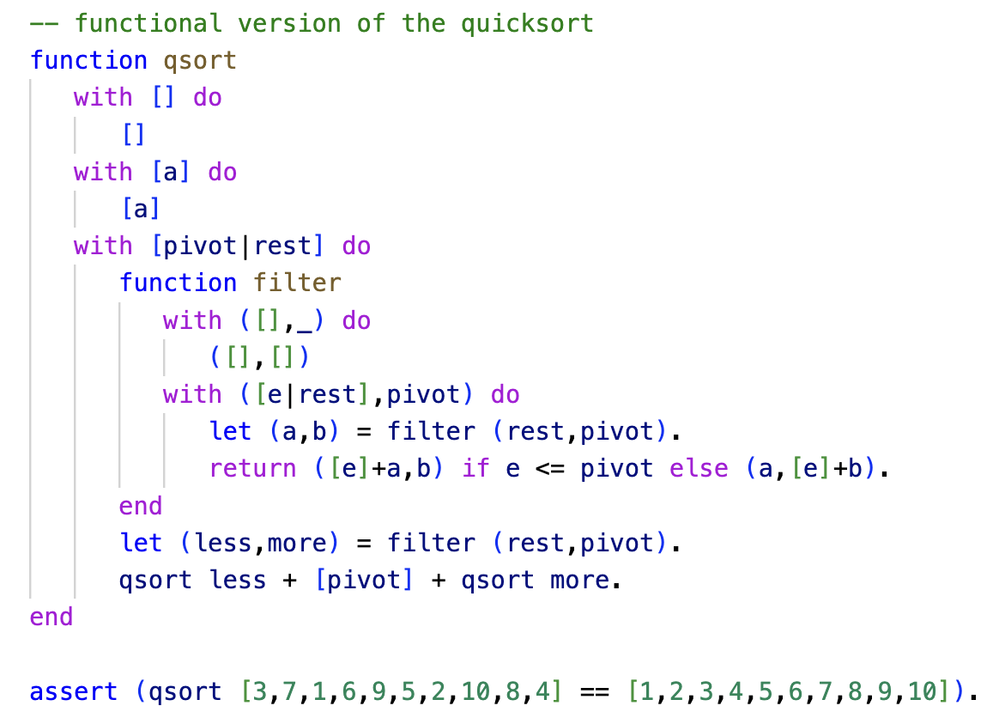 -- functional version of the quicksort
function qsort
with [] do
[]
with [a] do
[a]
with [pivot|rest] do
function filter
with ([],_) do
([],[])
with ([e|rest],pivot) do
let (a,b) = filter (rest,pivot).
return ([e]+a,b) if e <= pivot else (a,[e]+b).
end
let (less,more) = filter (rest,pivot).
qsort less + [pivot] + qsort more.
end
assert (qsort [3,7,1,6,9,5,2,10,8,4] == [1,2,3,4,5,6,7,8,9,10]).